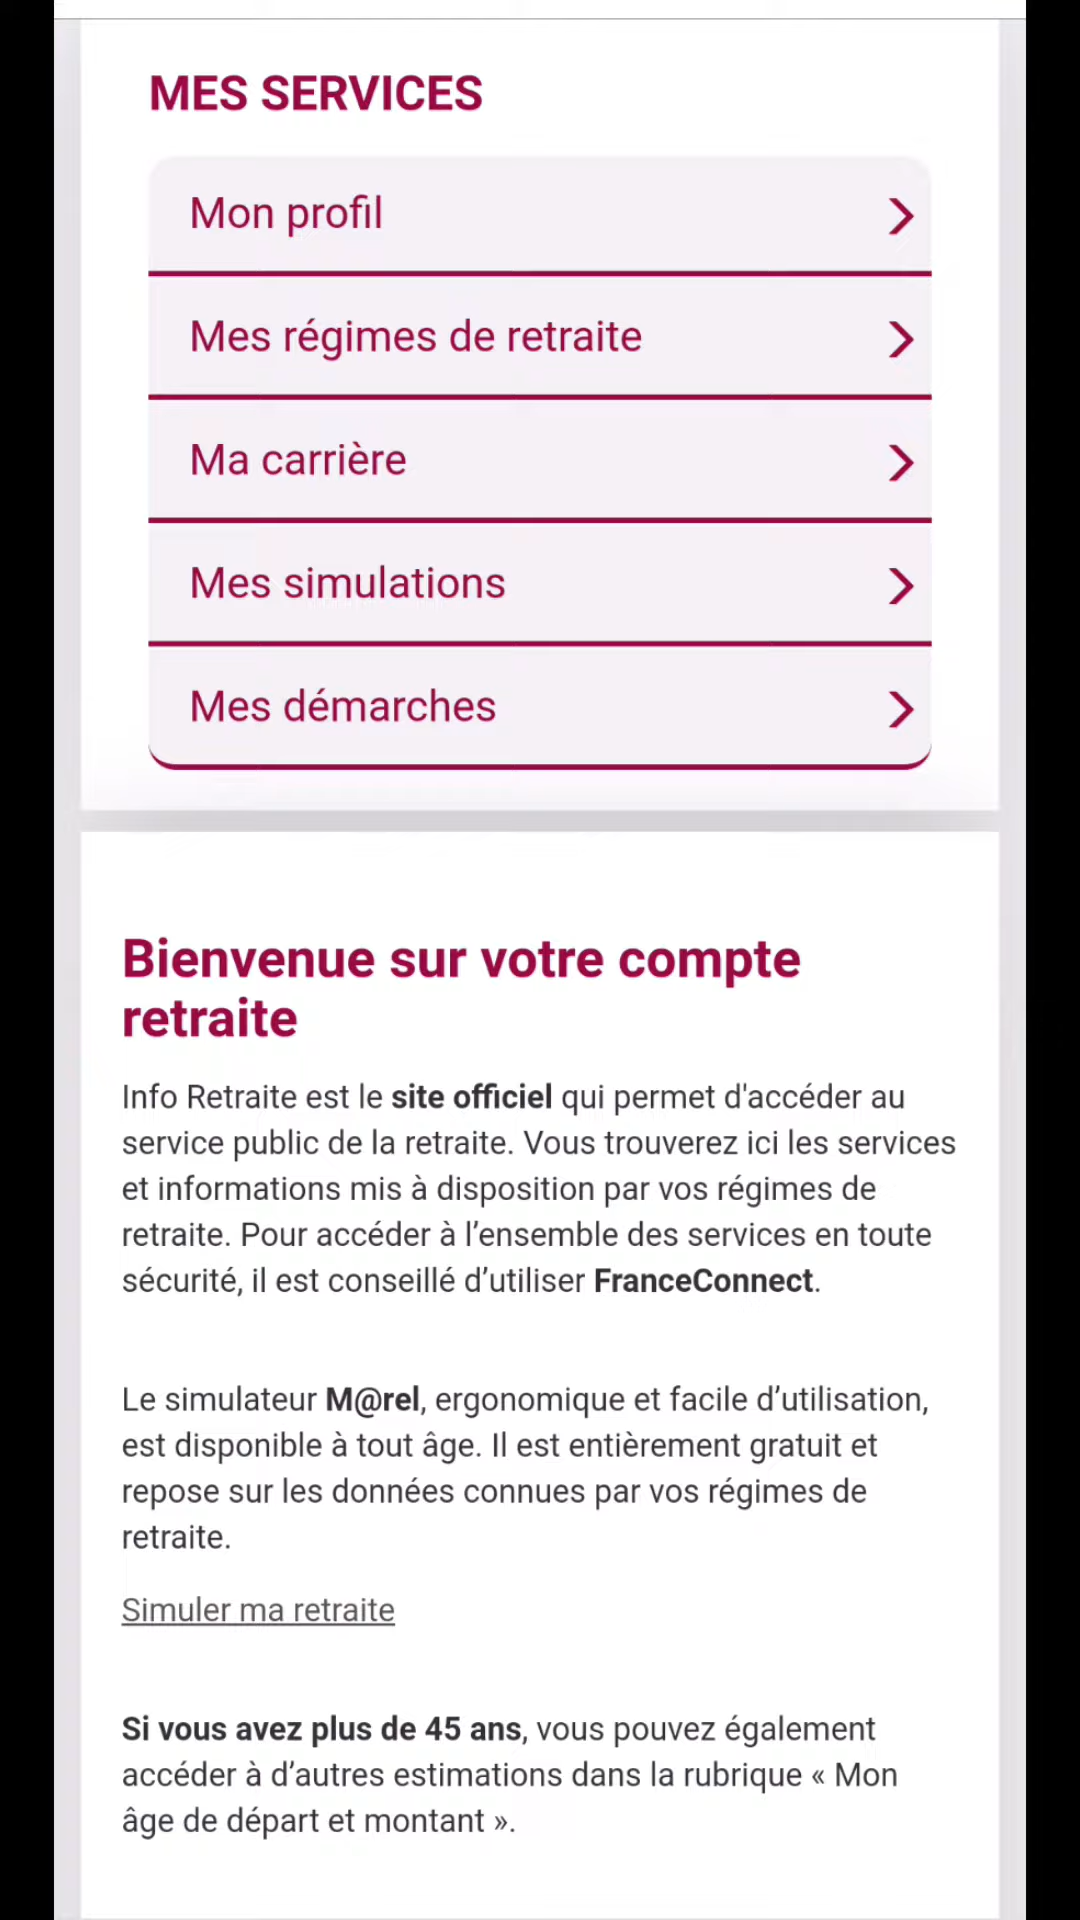 MES SERVICES
Mon profil
Mes régimes de retraite
Ma carrière
Mes simulations
Mes démarches
Bienvenue sur votre compte
retraite
Info Retraite est le site officiel qui permet d'accéder au
service public de la retraite. Vous trouverez ici les services
et informations mis à disposition par vos régimes de
retraite. Pour accéder à l’ensemble des services en toute
sécurité, il est conseillé d’utiliser FranceConnect.
Le simulateur M@rel, ergonomique et facile d’utilisation,
est disponible à tout âge. Il est entièrement gratuit et
repose sur les données connues par vos régimes de
retraite.
Simuler ma retraite
Si vous avez plus de 45 ans, vous pouvez également
accéder à d’autres estimations dans la rubrique « Mon
âge de départ et montant ».